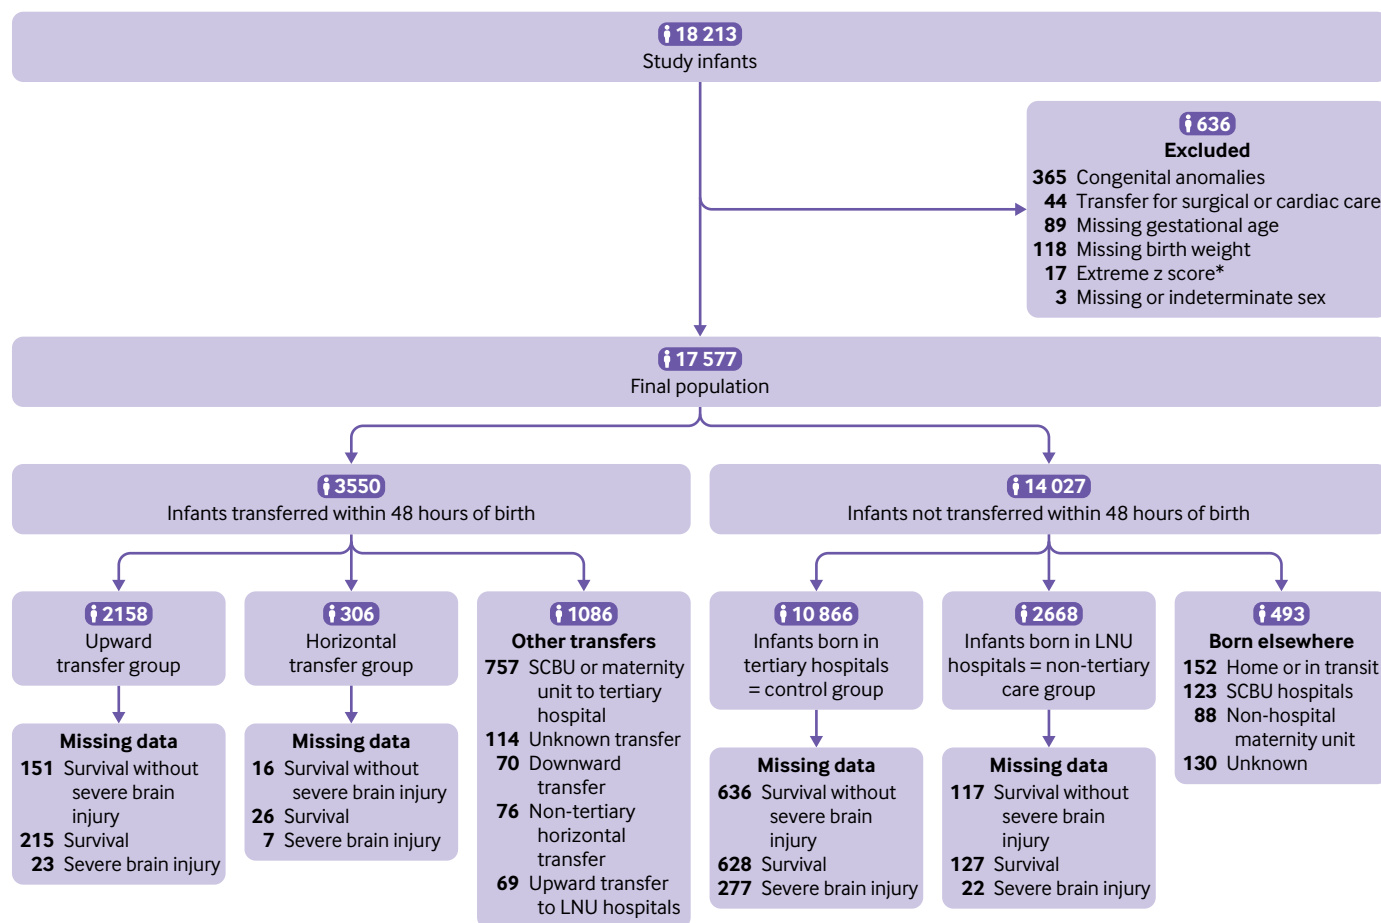 18 213
Study infants
636
Excluded
365 Congenital anomalies
44 Transfer for surgical or cardiac care
89 Missing gestational age
118 Missing birth weight
17 Extreme z score*
3 Missing or indeterminate sex
17 577
Final population
3550
Infants transferred within 48 hours of birth
14 027
Infants not transferred within 48 hours of birth
2158
Upward
transfer group
306
Horizontal
transfer group
1086
Other transfers
757 SCBU or maternity
unit to tertiary
hospital
114 Unknown transfer
70 Downward
transfer
76 Non-tertiary
horizontal
transfer
69 Upward transfer
to LNU hospitals
10 866
Infants born in
tertiary hospitals
= control group
2668
Infants born in LNU
hospitals = non-tertiary
care group
493
Born elsewhere
152 Home or in transit
123 SCBU hospitals
88 Non-hospital
maternity unit
130 Unknown
Missing data
151 Survival without
severe brain
injury
215 Survival
23 Severe brain injury
Missing data
16 Survival without
severe brain injury
26 Survival
7 Severe brain injury
Missing data
636 Survival without
severe brain
injury
628 Survival
277 Severe brain injury
Missing data
117 Survival without
severe brain
injury
127 Survival
22 Severe brain injury